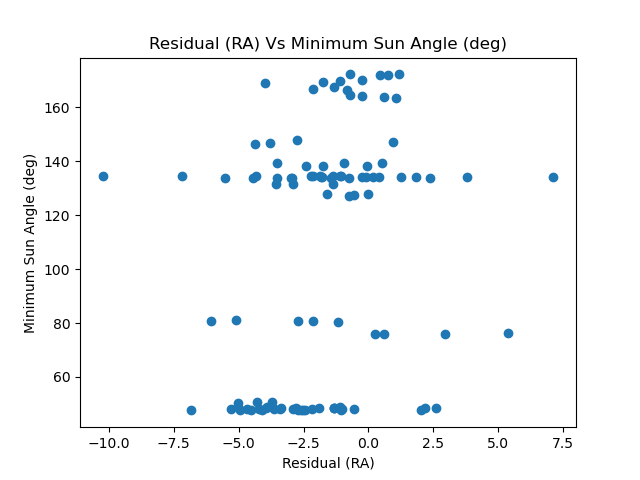 Residual (RA) Vs Minimum Sun Angle (deg)
160
140
120
100
80
60
Minimum Sun Angle (deg)
−10.0 −7.5 −5.0 −2.5 0.0 2.5 5.0 7.5
Residual (RA)